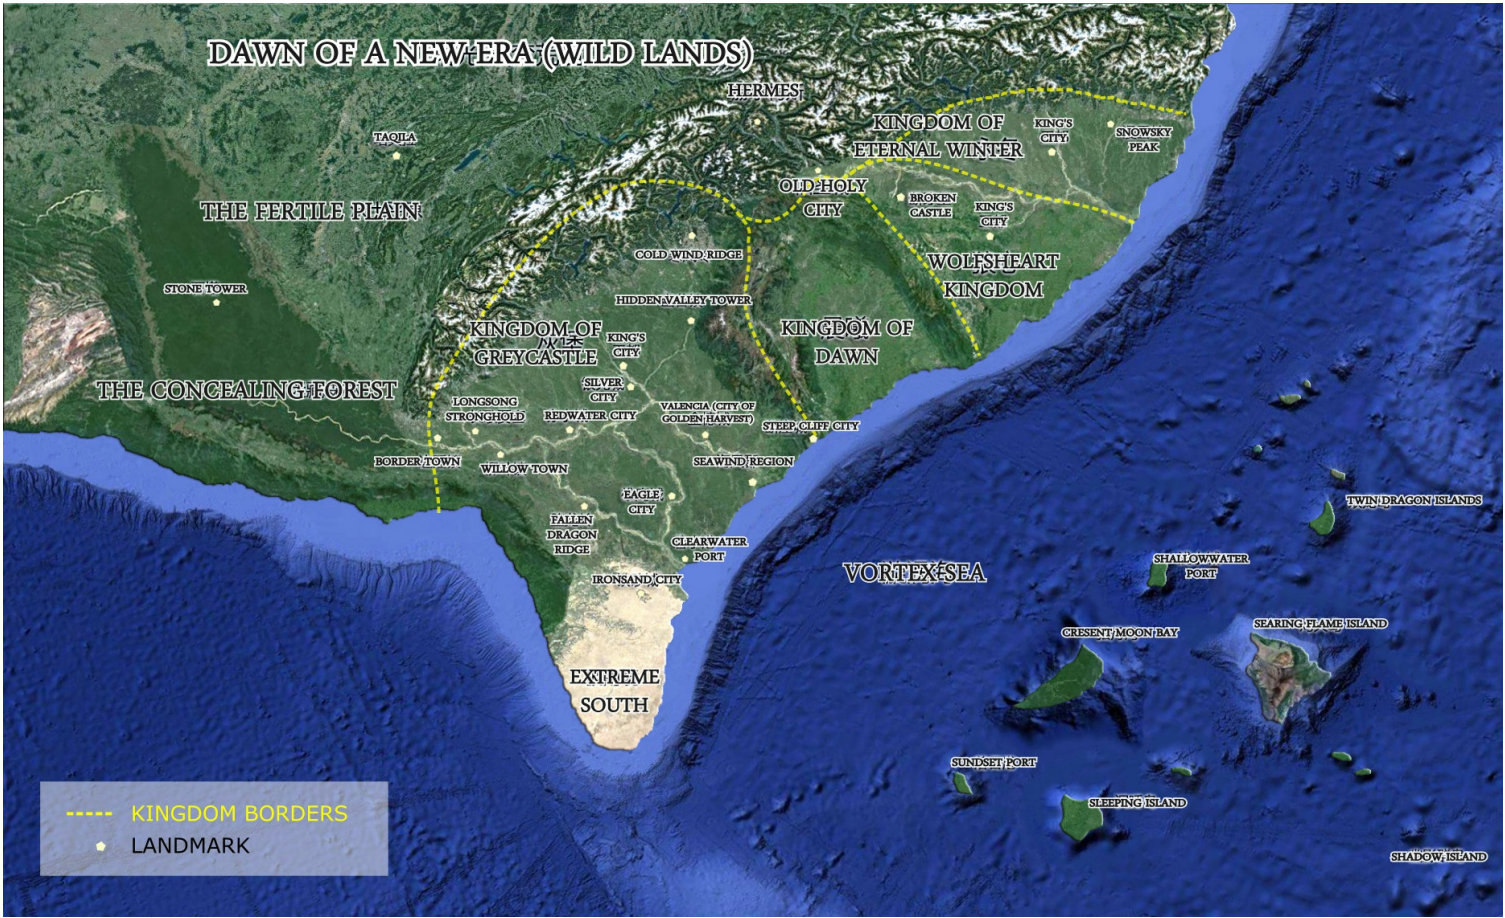 DAWN OF A NEW ERA (WILD LANDS)
HERMES
KINGDOM OF
ETERNAL WINTER
KING'S
CITY
SNOWSKY
PEAK
TAQILA
OLD HOLY
CITY
BROKEN
CASTLE
KING'S
CITY
THE FERTILE PLAIN
COLD WIND RIDGE
WOLFSHEART
KINGDOM
STONE TOWER
HIDDEN VALLEY TOWER
KINGDOM OF
GREYCASTLE
KING'S
CITY
KINGDOM OF
DAWN
THE CONCEALING FOREST
SILVER
CITY
LONGSONG
STRONGHOLD
REDWATER CITY
VALENCIA (CITY OF
GOLDEN HARVEST)
STEEP CLIFF CITY
BORDER TOWN
WILLOW TOWN
SEAWIND REGION
EAGLE
CITY
TWIN DRAGON ISLANDS
FALLEN
DRAGON
RIDGE
CLEARWATER
PORT
IRONSAND CITY
VORTEX SEA
SHALLOWWATER
PORT
CRESENT MOON BAY
SEARING FLAME ISLAND
EXTREME
SOUTH
SUNDSET PORT
SLEEPING ISLAND
SHADOW ISLAND
KINGDOM BORDERS
LANDMARK